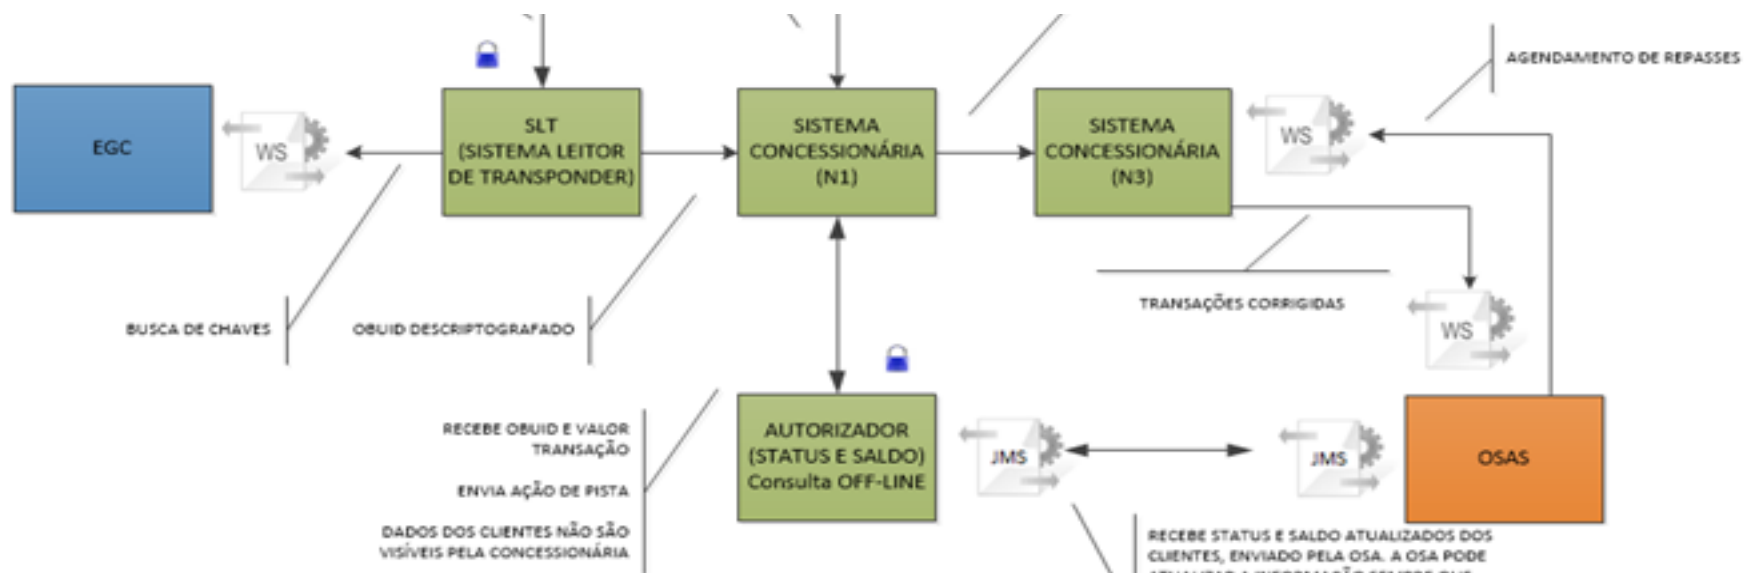 AGENDAMENTO DE REPASSES
EGC
WS
SLT
(SISTEMA LEITOR
DE TRANSPONDER)
SISTEMA
CONCESSIONÁRIA
(N1)
SISTEMA
CONCESSIONÁRIA
(N3)
WS
BUSCA DE CHAVES
OBUID DESCRIPTOGRAFADO
TRANSAÇÕES CORRIGIDAS
WS
RECEBE OBUID E VALOR
TRANSAÇÃO
ENVIA AÇÃO DE PISTA
DADOS DOS CLIENTES NÃO SÃO
VISÍVEIS PELA CONCESSIONÁRIA
AUTORIZADOR
(STATUS E SALDO)
Consulta OFF-LINE
JMS
JMS
OSAS
RECEBE STATUS E SALDO ATUALIZADOS DOS
CLIENTES, ENVIADO PELA OSA. A OSA PODE